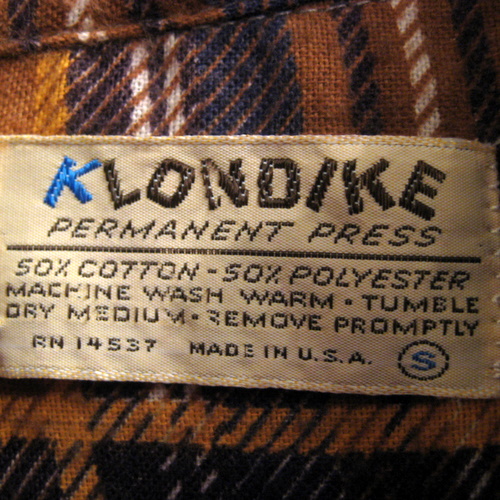 KLONDIKE
PERMANENT PRESS
50% COTTON - 50% POLYESTER
MACHINE WASH WARM · TUMBLE
DRY MEDIUM · REMOVE PROMPTLY
RN 14537 MADE IN U.S.A. S